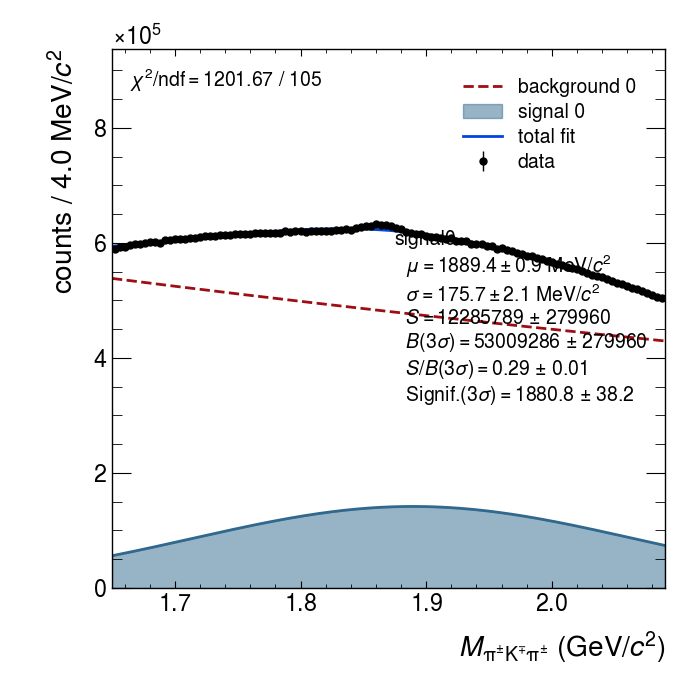 ×10⁵
χ²/ndf = 1201.67 / 105
background 0
signal 0
total fit
data
counts / 4.0 MeV/c²
8
6
4
2
0
signal0
μ = 1889.4 ± 0.9 MeV/c²
σ = 175.7 ± 2.1 MeV/c²
S = 12285789 ± 279960
B(3σ) = 53009286 ± 279960
S/B(3σ) = 0.29 ± 0.01
Signif.(3σ) = 1880.8 ± 38.2
1.7 1.8 1.9 2.0
M_π±K∓π± (GeV/c²)